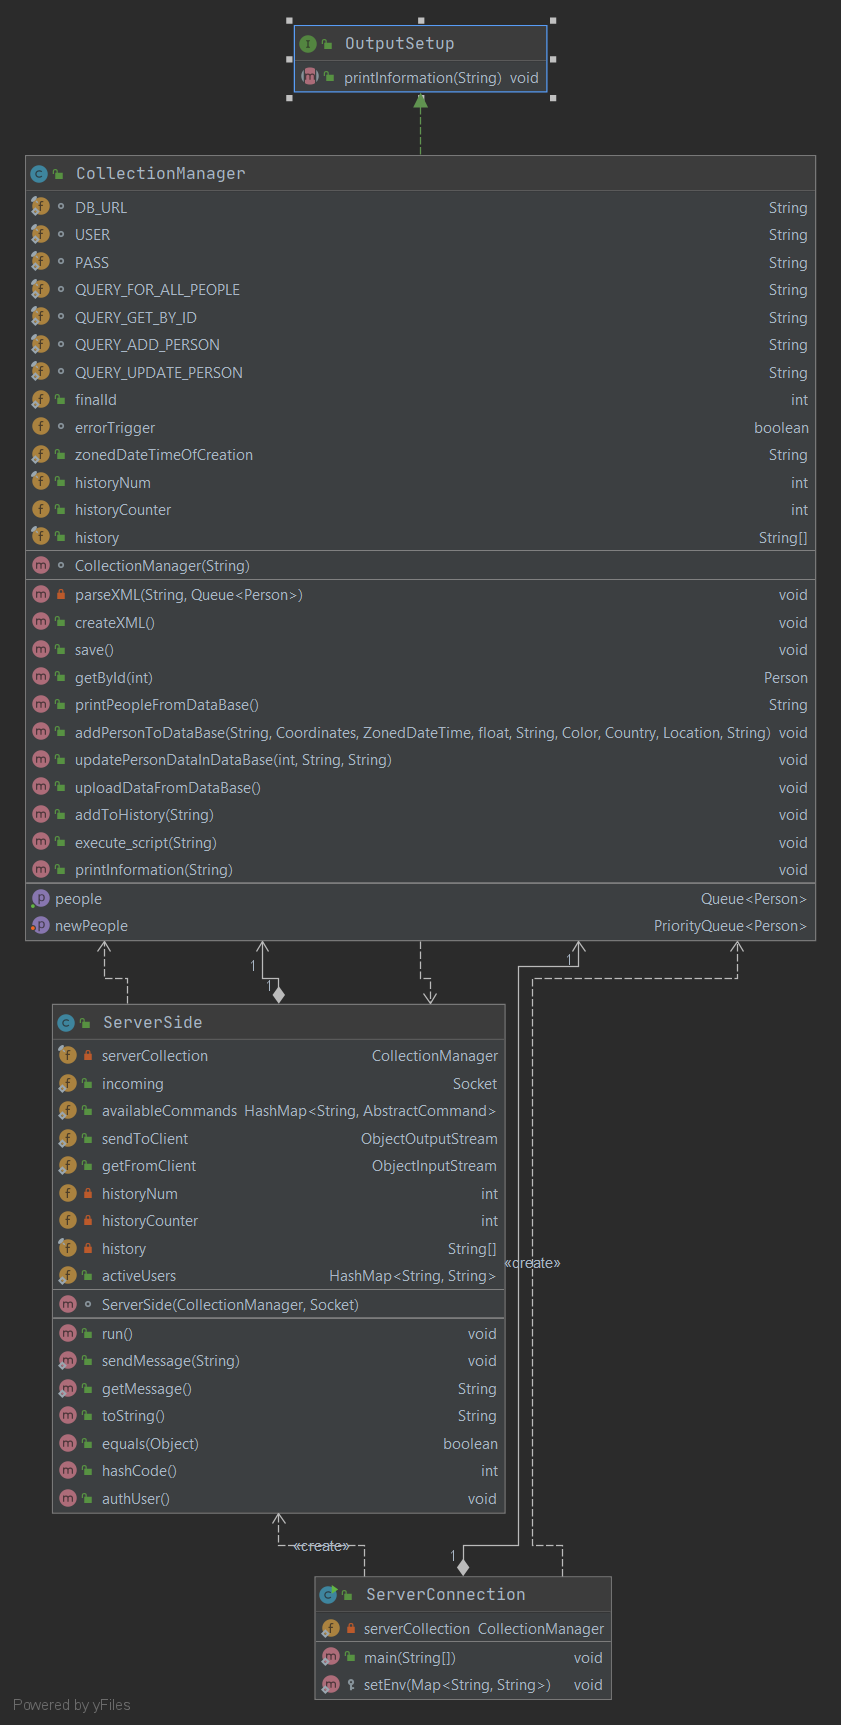 OutputSetup
printInformation(String) void
CollectionManager
DB_URL String
USER String
PASS String
QUERY_FOR_ALL_PEOPLE String
QUERY_GET_BY_ID String
QUERY_ADD_PERSON String
QUERY_UPDATE_PERSON String
finalId int
errorTrigger boolean
zonedDateTimeOfCreation String
historyNum int
historyCounter int
history String[]
CollectionManager(String)
parseXML(String, Queue<Person>) void
createXML() void
save() void
getById(int) Person
printPeopleFromDataBase() String
addPersonToDataBase(String, Coordinates, ZonedDateTime, float, String, Color, Country, Location, String) void
updatePersonDataInDataBase(int, String, String) void
uploadDataFromDataBase() void
addToHistory(String) void
execute_script(String) void
printInformation(String) void
people Queue<Person>
newPeople PriorityQueue<Person>
1 1
1
ServerSide
serverCollection CollectionManager
incoming Socket
availableCommands HashMap<String, AbstractCommand>
sendToClient ObjectOutputStream
getFromClient ObjectInputStream
historyNum int
historyCounter int
history String[]
«create»
activeUsers HashMap<String, String>
ServerSide(CollectionManager, Socket)
run() void
sendMessage(String) void
getMessage() String
toString() String
equals(Object) boolean
hashCode() int
authUser() void
«create»
1
ServerConnection
serverCollection CollectionManager
main(String[]) void
setEnv(Map<String, String>) void
Powered by yFiles